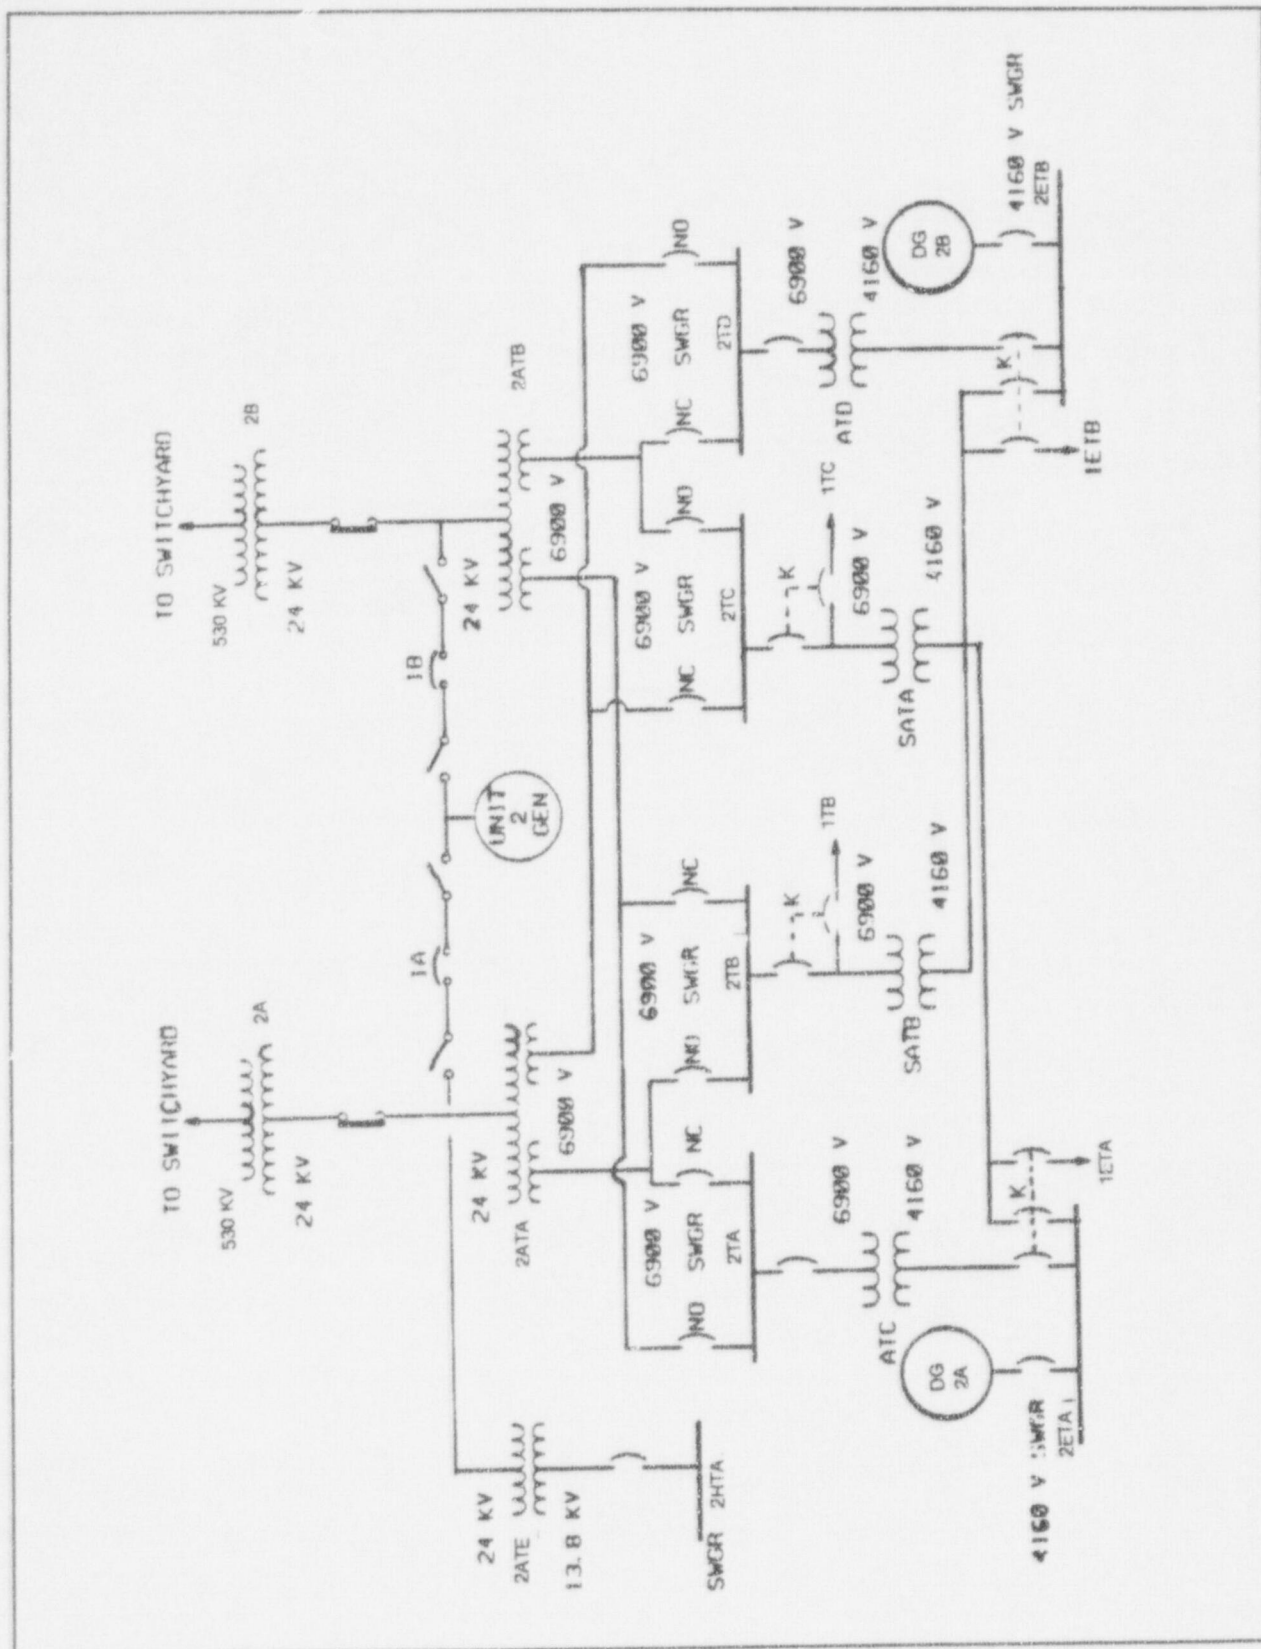 TO SWITCHYARD
530 KV
2A
24 KV
TO SWITCHYARD
530 KV
2B
24 KV
1A
1B
UNIT
2
GEN
24 KV
2ATE
13.8 KV
24 KV
2ATA
6900 V
24 KV
2ATB
6900 V
SWGR 2HTA
NO
6900 V
SWGR
2TA
NC
NO
6900 V
SWGR
2TB
NC
NC
6900 V
SWGR
2TC
NO
NC
6900 V
SWGR
2TD
NO
K
1TB
K
1TC
ATC
6900 V
4160 V
SATB
6900 V
4160 V
SATA
6900 V
4160 V
ATD
6900 V
4160 V
DG
2A
DG
2B
K
1ETA
K
1ETB
4160 V SWGR
2ETA
4160 V SWGR
2ETB